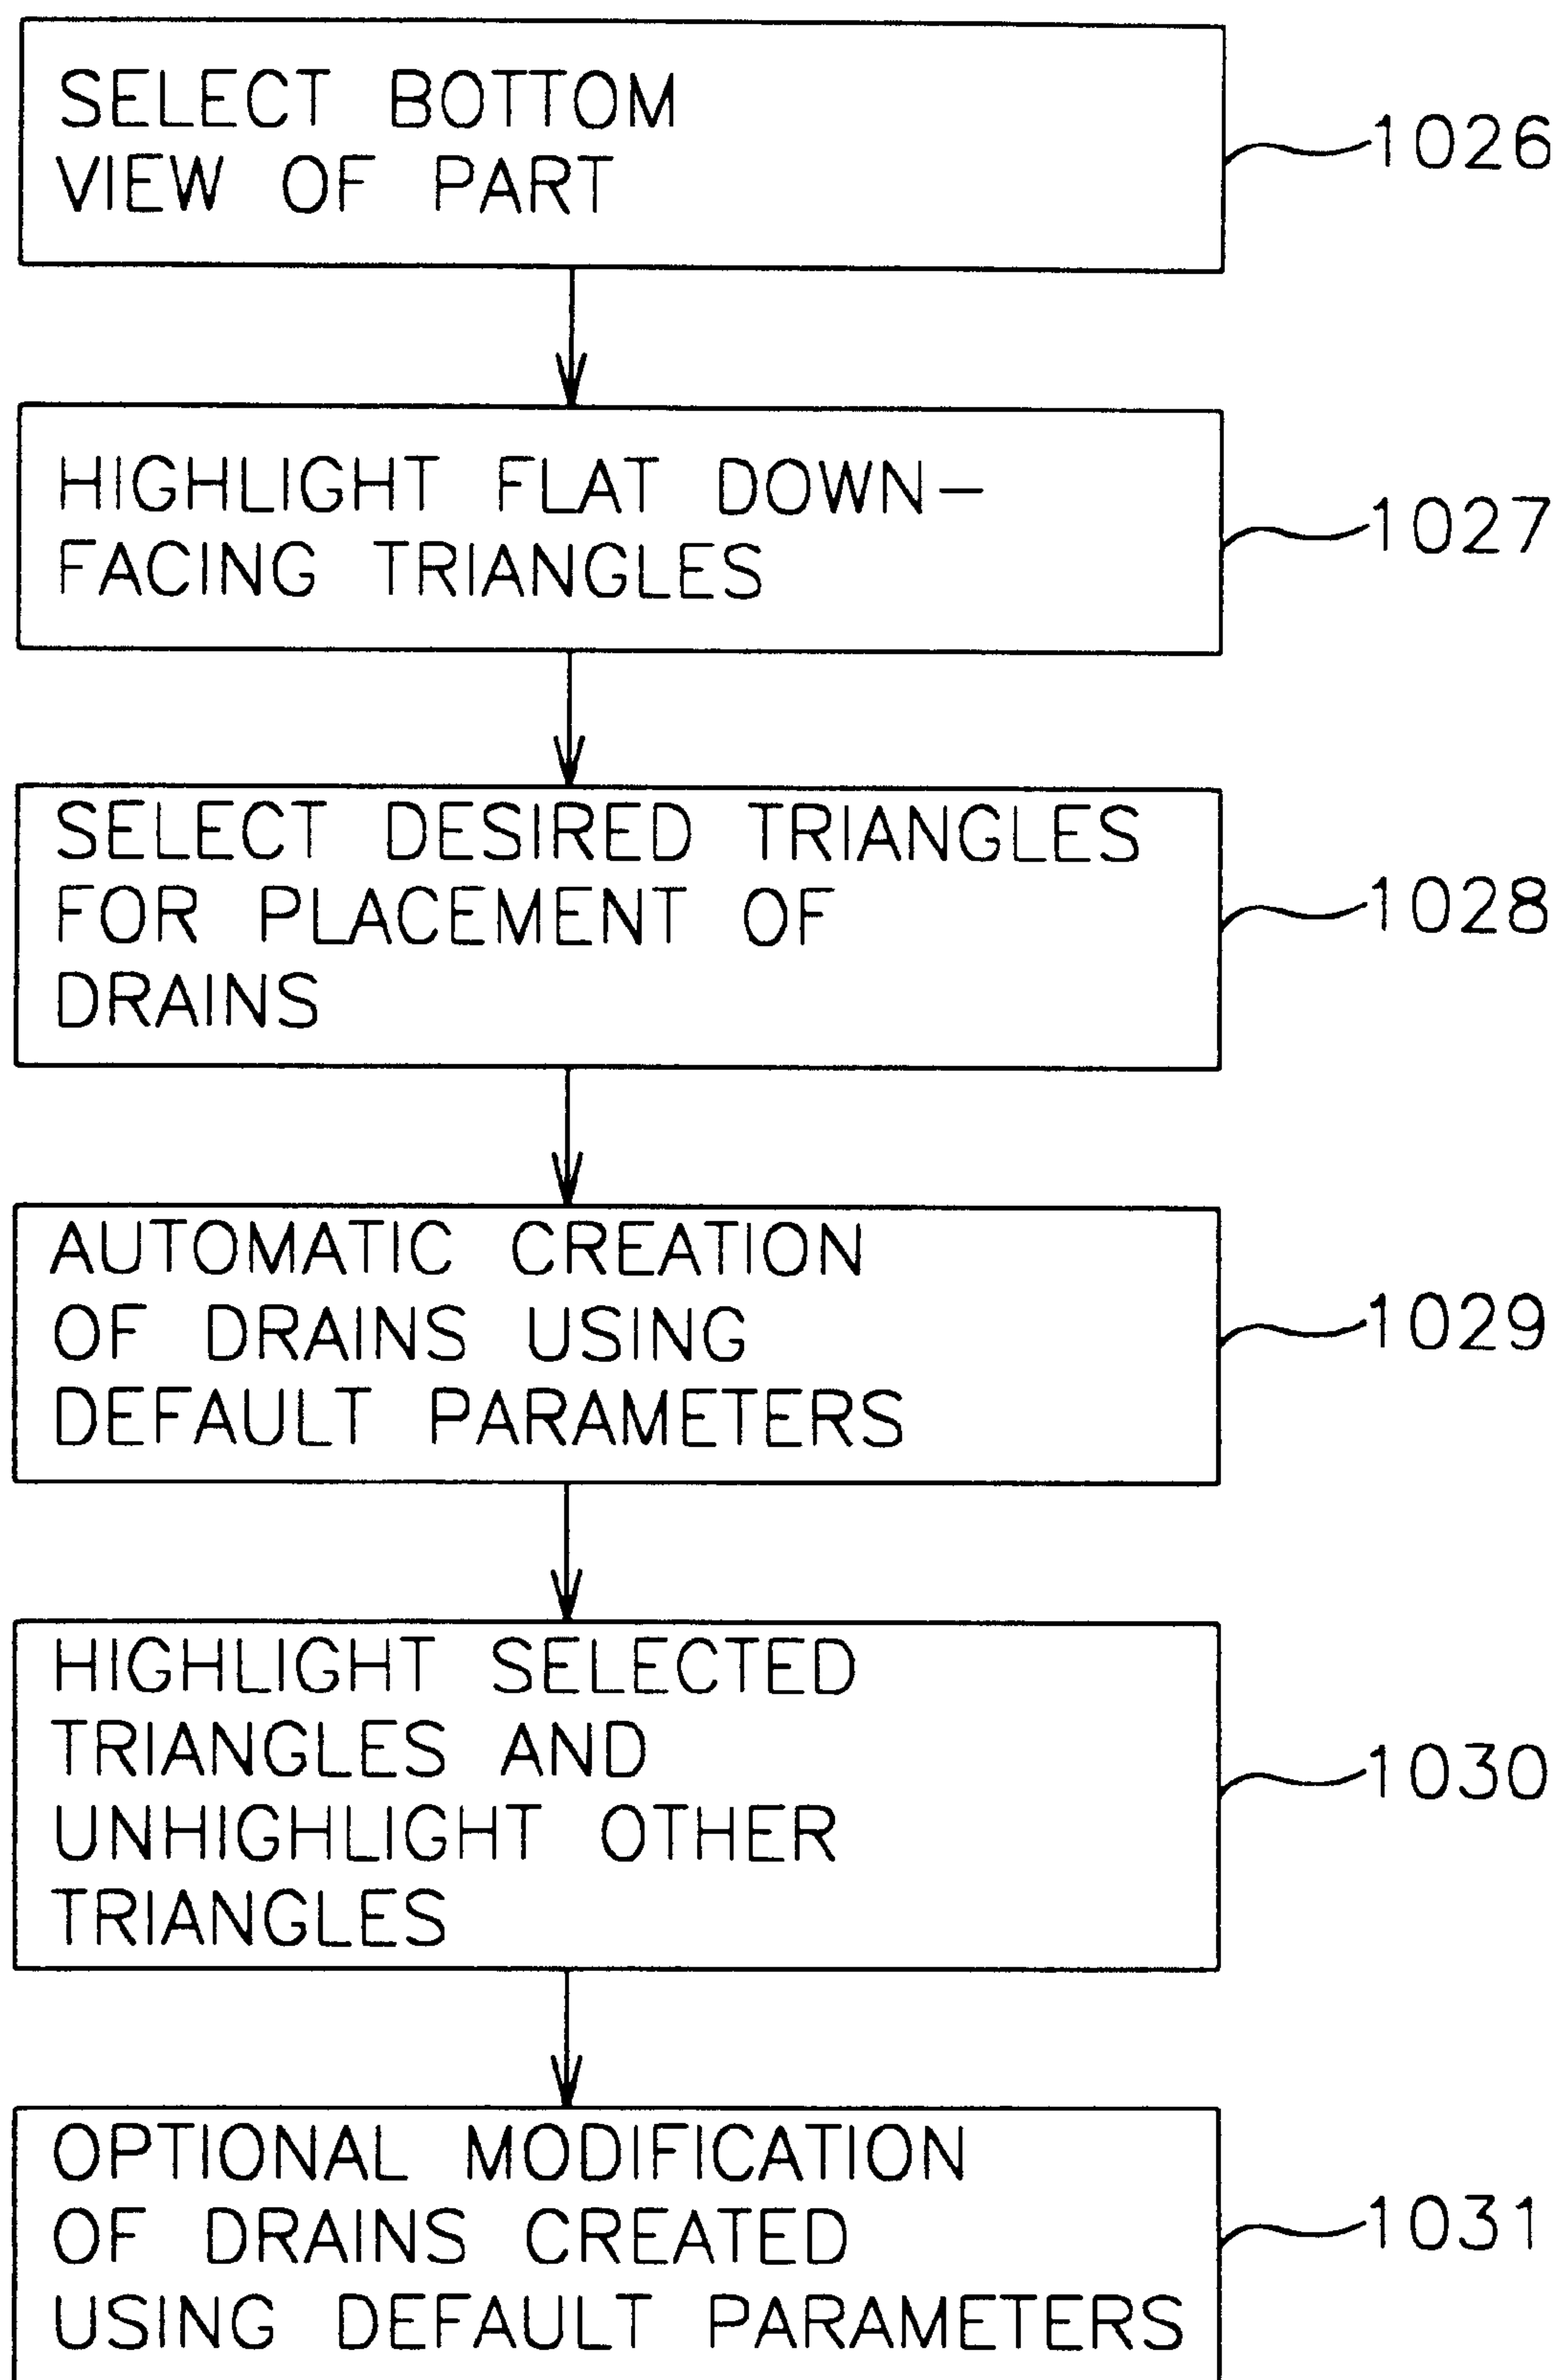 SELECT BOTTOM
VIEW OF PART
1026
HIGHLIGHT FLAT DOWN-
FACING TRIANGLES
1027
SELECT DESIRED TRIANGLES
FOR PLACEMENT OF
DRAINS
1028
AUTOMATIC CREATION
OF DRAINS USING
DEFAULT PARAMETERS
1029
HIGHLIGHT SELECTED
TRIANGLES AND
UNHIGHLIGHT OTHER
TRIANGLES
1030
OPTIONAL MODIFICATION
OF DRAINS CREATED
USING DEFAULT PARAMETERS
1031